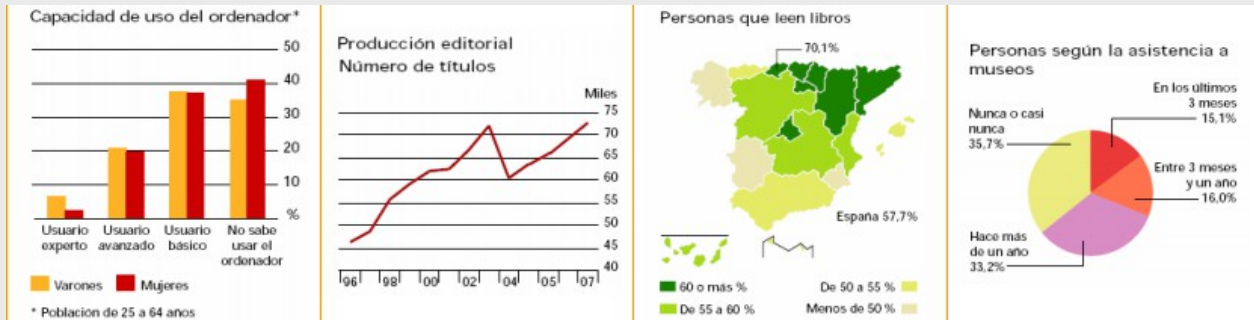 Capacidad de uso del ordenador*
50
40
30
20
10
%
Usuario experto
Usuario avanzado
Usuario básico
No sabe usar el ordenador
Varones
Mujeres
* Población de 25 a 64 años
Producción editorial
Número de títulos
Miles
75
70
65
60
55
50
45
40
96 98 00 02 04 05 07
Personas que leen libros
70,1%
España 57,7%
60 o más %
De 55 a 60 %
De 50 a 55 %
Menos de 50 %
Personas según la asistencia a
museos
En los últimos
3 meses
15,1%
Nunca o casi
nunca
35,7%
Entre 3 meses
y un año
16,0%
Hace más
de un año
33,2%